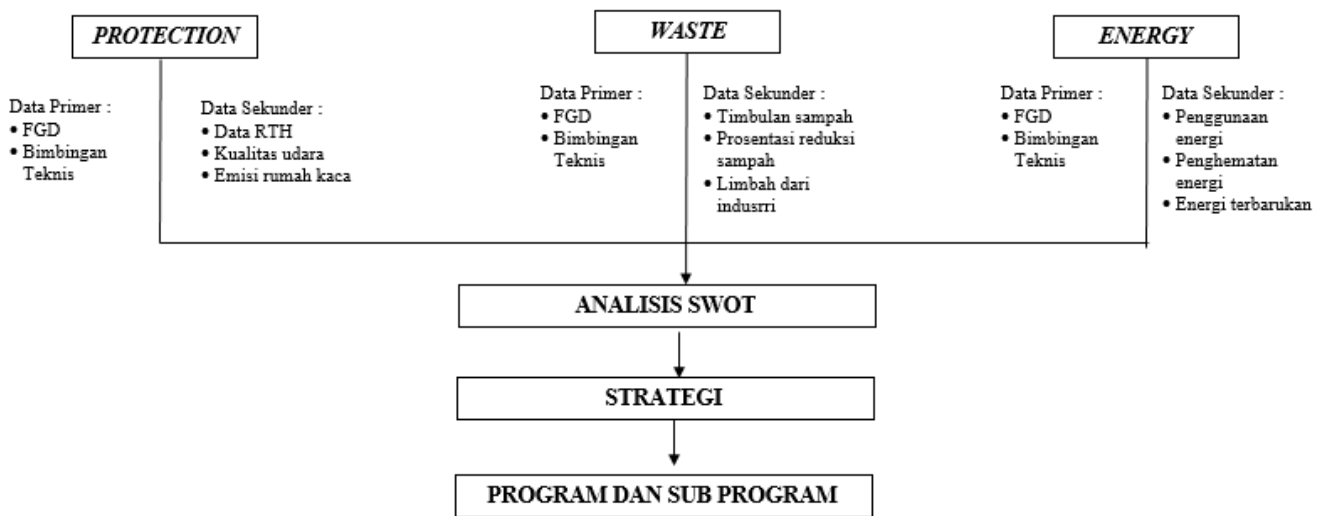 PROTECTION
Data Primer :
• FGD
• Bimbingan
Teknis
Data Sekunder :
• Data RTH
• Kualitas udara
• Emisi rumah kaca
WASTE
Data Primer :
• FGD
• Bimbingan
Teknis
Data Sekunder :
• Timbulan sampah
• Prosentasi reduksi
sampah
• Limbah dari
indusrri
ENERGY
Data Primer :
• FGD
• Bimbingan
Teknis
Data Sekunder :
• Penggunaan
energi
• Penghematan
energi
• Energi terbarukan
ANALISIS SWOT
STRATEGI
PROGRAM DAN SUB PROGRAM